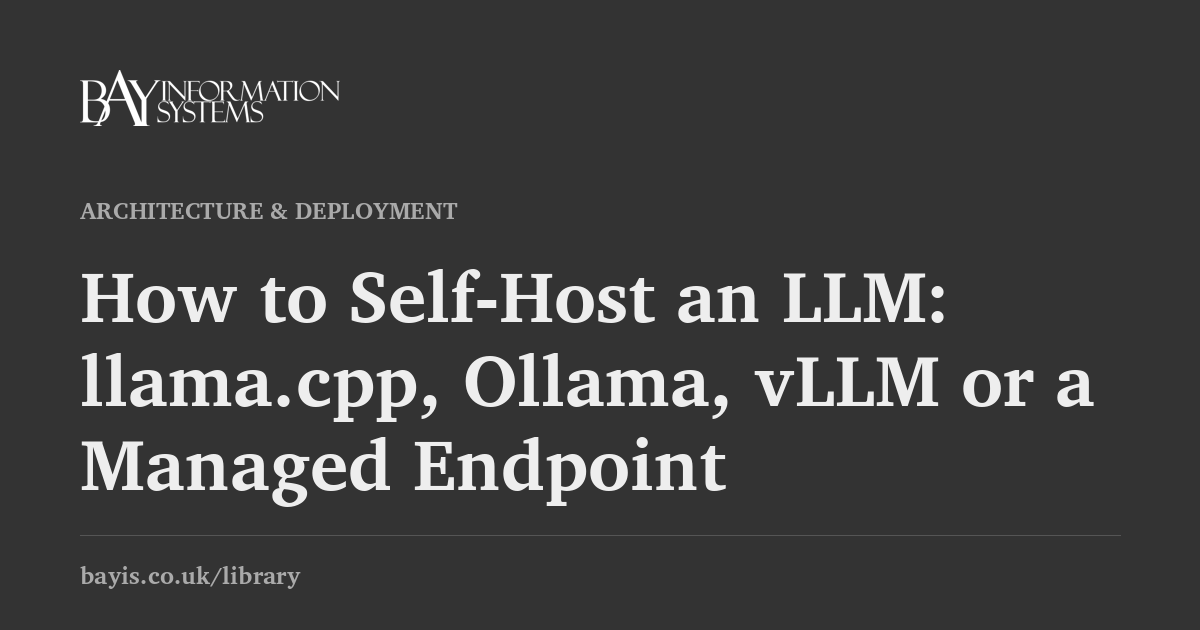 BAY INFORMATION
SYSTEMS
ARCHITECTURE & DEPLOYMENT
How to Self-Host an LLM:
llama.cpp, Ollama, vLLM or a
Managed Endpoint
bayis.co.uk/library